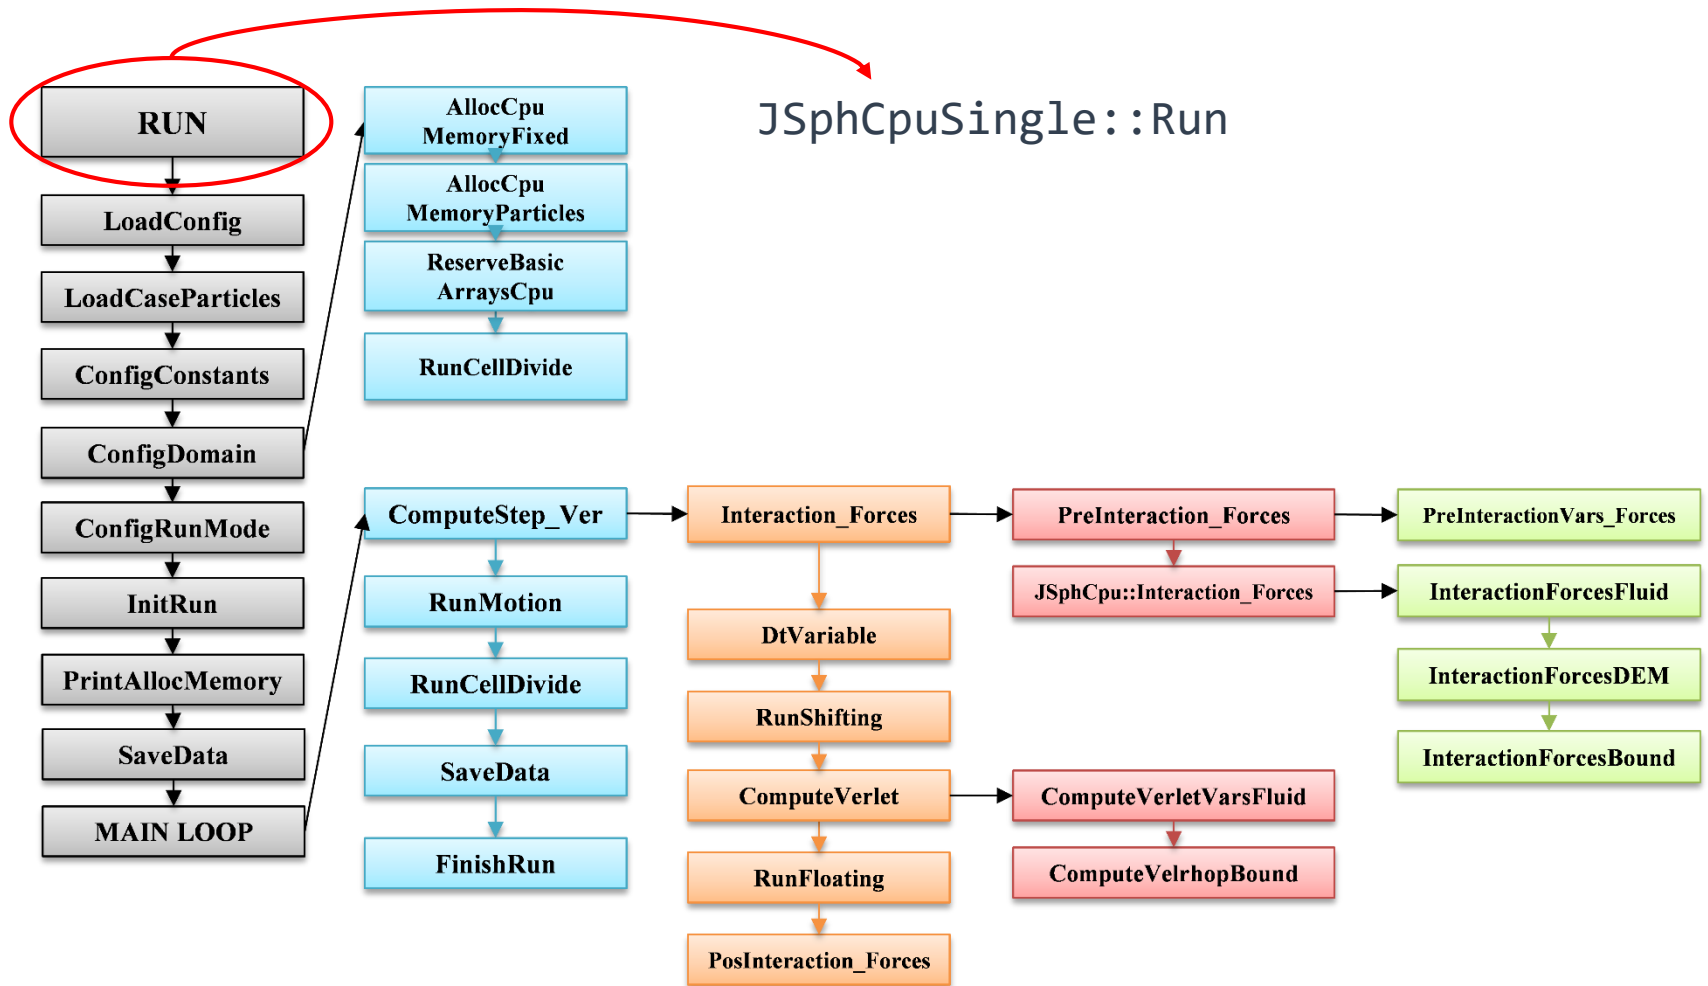 JSphCpuSingle::Run
RUN
LoadConfig
LoadCaseParticles
ConfigConstants
ConfigDomain
ConfigRunMode
InitRun
PrintAllocMemory
SaveData
MAIN LOOP
AllocCpu
MemoryFixed
AllocCpu
MemoryParticles
ReserveBasic
ArraysCpu
RunCellDivide
ComputeStep_Ver
RunMotion
RunCellDivide
SaveData
FinishRun
Interaction_Forces
DtVariable
RunShifting
ComputeVerlet
RunFloating
PosInteraction_Forces
PreInteraction_Forces
JSphCpu::Interaction_Forces
ComputeVerletVarsFluid
ComputeVelrhopBound
PreInteractionVars_Forces
InteractionForcesFluid
InteractionForcesDEM
InteractionForcesBound